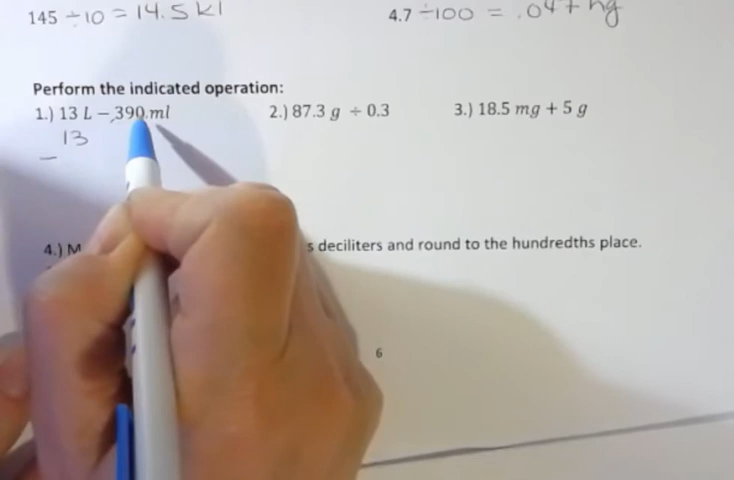 145 ÷10 = 14.5 kl
4.7 ÷100 = .047 hg
Perform the indicated operation:
1.) 13 L − ,390.ml 2.) 87.3 g ÷ 0.3 3.) 18.5 mg + 5 g
13
−
4.) M s deciliters and round to the hundredths place.
6